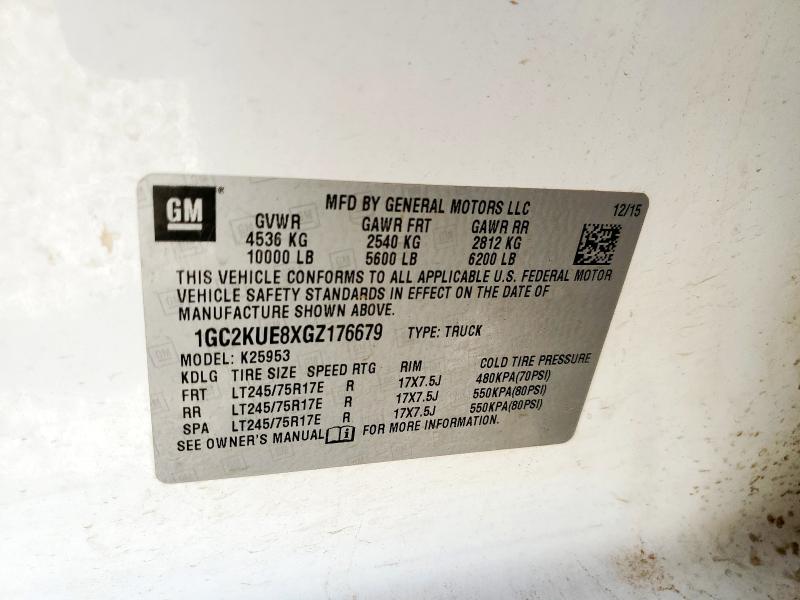 GM
MFD BY GENERAL MOTORS LLC 12/15
GVWR GAWR FRT GAWR RR
4536 KG 2540 KG 2812 KG
10000 LB 5600 LB 6200 LB
THIS VEHICLE CONFORMS TO ALL APPLICABLE U.S. FEDERAL MOTOR
VEHICLE SAFETY STANDARDS IN EFFECT ON THE DATE OF
MANUFACTURE SHOWN ABOVE.
1GC2KUE8XGZ176679 TYPE: TRUCK
MODEL: K25953
KDLG TIRE SIZE SPEED RTG RIM COLD TIRE PRESSURE
FRT LT245/75R17E R 17X7.5J 480KPA(70PSI)
RR LT245/75R17E R 17X7.5J 550KPA(80PSI)
SPA LT245/75R17E R 17X7.5J 550KPA(80PSI)
SEE OWNER'S MANUAL FOR MORE INFORMATION.